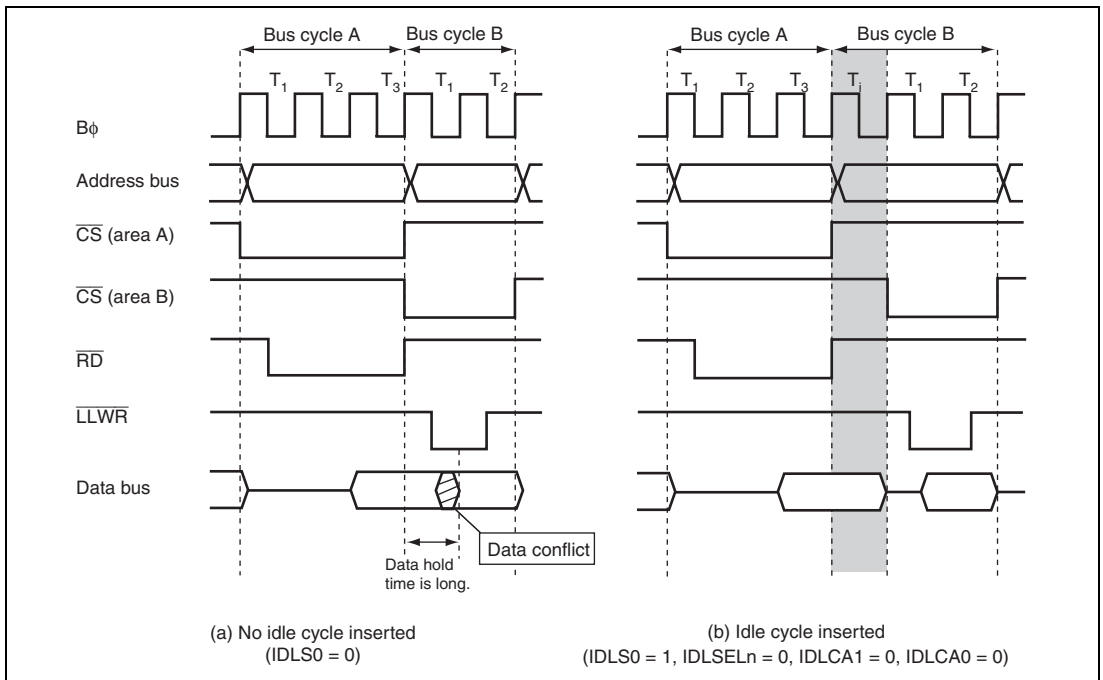 Bus cycle A Bus cycle B Bus cycle A Bus cycle B
T1 T2 T3 T1 T2 T1 T2 T3 Ti T1 T2
Bϕ
Address bus
CS (area A)
CS (area B)
RD
LLWR
Data bus
Data conflict
Data hold
time is long.
(a) No idle cycle inserted
(IDLS0 = 0)
(b) Idle cycle inserted
(IDLS0 = 1, IDLSELn = 0, IDLCA1 = 0, IDLCA0 = 0)